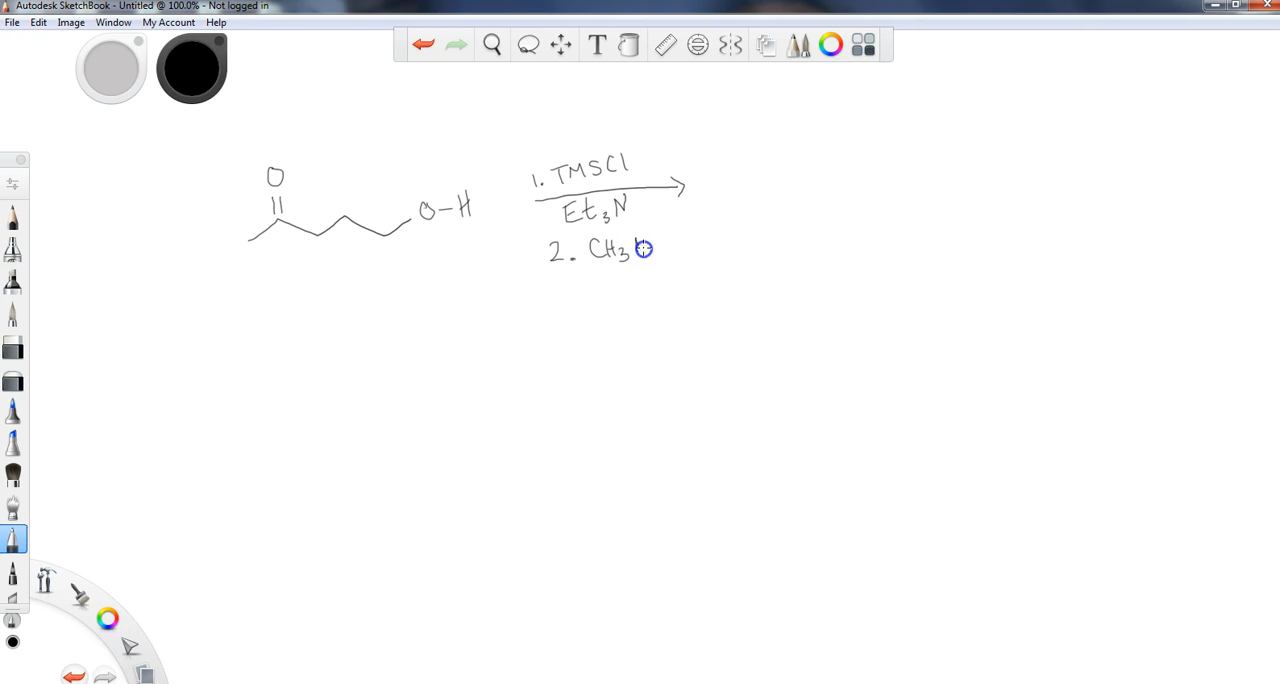 Autodesk SketchBook - Untitled @ 100.0% - Not logged in
File Edit Image Window My Account Help
T
O
O-H
1. TMSCl
Et₃N
2. CH₃